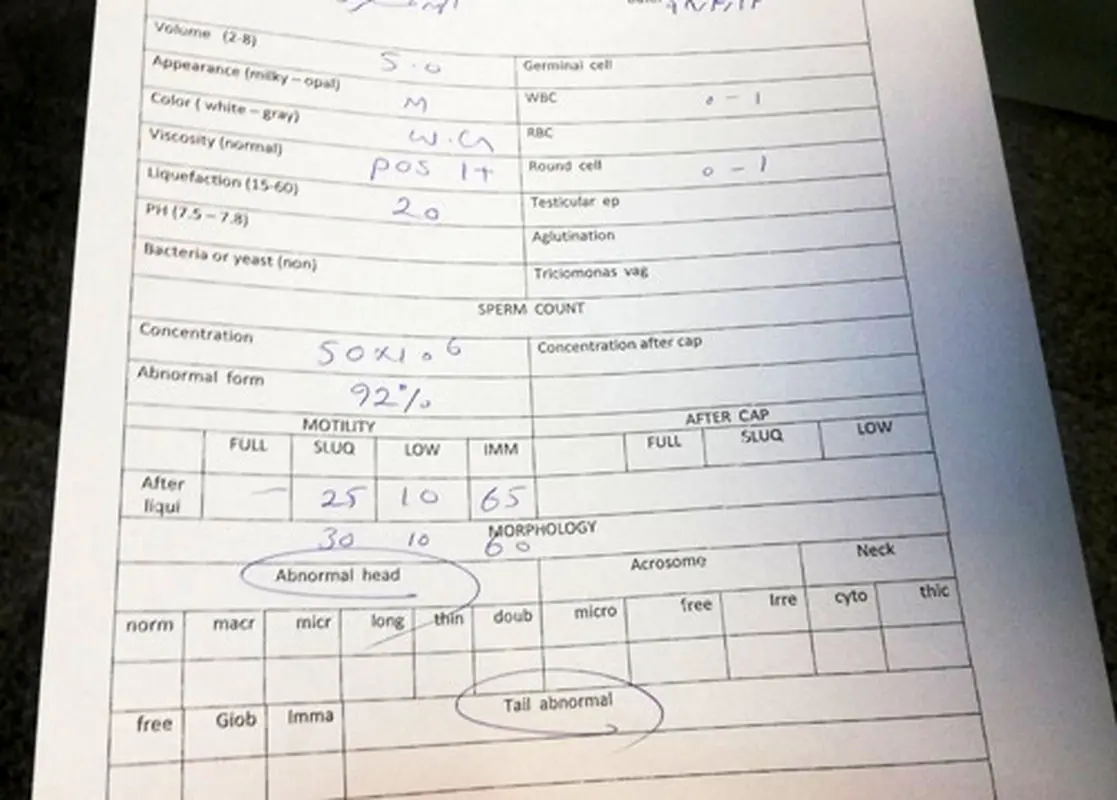 Volume (2-8) 5.0
Appearance (milky – opal) M
Color ( white – gray) W.G
Viscosity (normal) POS 1+
Liquefaction (15-60) 20
PH (7.5 – 7.8)
Bacteria or yeast (non)
Germinal cell
WBC 0 - 1
RBC
Round cell 0 - 1
Testicular ep
Aglutination
Triciomonas vag
SPERM COUNT
Concentration 50x10 6 Concentration after cap
Abnormal form 92%
MOTILITY AFTER CAP
FULL SLUQ LOW IMM FULL SLUQ LOW
After liqui — 25 10 65
MORPHOLOGY
30 10 60
Abnormal head Acrosome Neck
norm macr micr long thin doub micro free Irre cyto thic
Tail abnormal
free Glob Imma